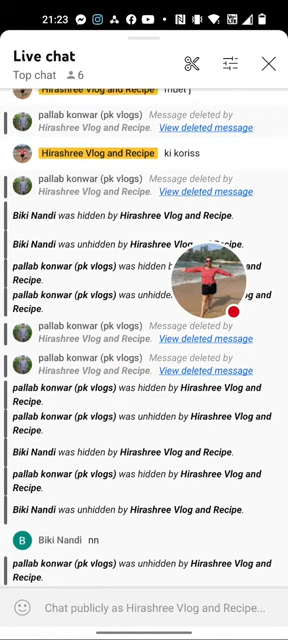 21:23
Live chat
Top chat 6
Hirashree Vlog and Recipe
pallab konwar (pk vlogs) Message deleted by
Hirashree Vlog and Recipe. View deleted message
Hirashree Vlog and Recipe ki koriss
pallab konwar (pk vlogs) Message deleted by
Hirashree Vlog and Recipe. View deleted message
Biki Nandi was hidden by Hirashree Vlog and Recipe.
Biki Nandi was unhidden by Hirashree Vlog and Recipe.
pallab konwar (pk vlogs) was hidden by Hi og and
Recipe.
pallab konwar (pk vlogs) was unhidde og and
Recipe.
pallab konwar (pk vlogs) Message deleted by
Hirashree Vlog and Recipe. View deleted message
pallab konwar (pk vlogs) Message deleted by
Hirashree Vlog and Recipe. View deleted message
pallab konwar (pk vlogs) was hidden by Hirashree Vlog and
Recipe.
pallab konwar (pk vlogs) was unhidden by Hirashree Vlog and
Recipe.
Biki Nandi was hidden by Hirashree Vlog and Recipe.
pallab konwar (pk vlogs) was hidden by Hirashree Vlog and
Recipe.
Biki Nandi was unhidden by Hirashree Vlog and Recipe.
B Biki Nandi nn
pallab konwar (pk vlogs) was unhidden by Hirashree Vlog and
Recipe.
Chat publicly as Hirashree Vlog and Recipe...